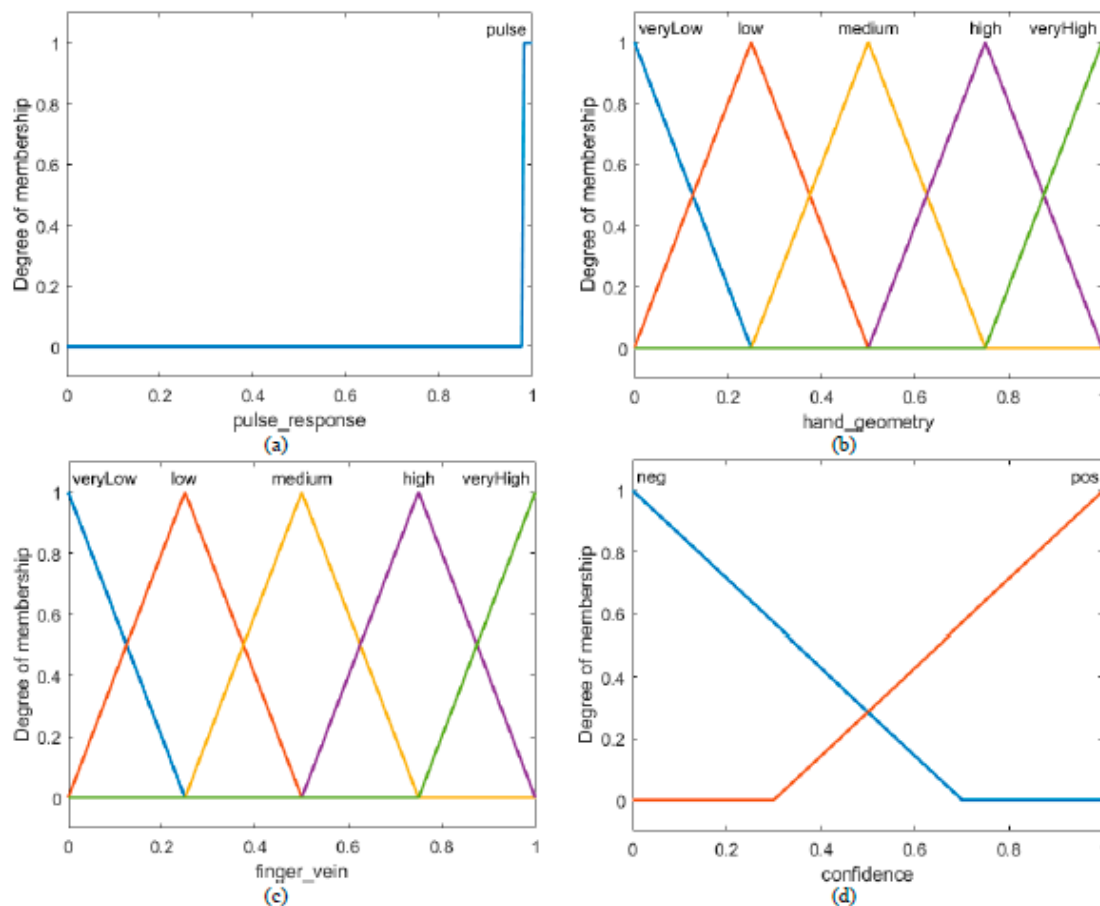 pulse
1
0.8
0.6
0.4
0.2
0
Degree of membership
0 0.2 0.4 0.6 0.8 1
pulse_response
(a)
veryLow low medium high veryHigh
1
0.8
0.6
0.4
0.2
0
Degree of membership
0 0.2 0.4 0.6 0.8 1
hand_geometry
(b)
veryLow low medium high veryHigh
1
0.8
0.6
0.4
0.2
0
Degree of membership
0 0.2 0.4 0.6 0.8 1
finger_vein
(c)
neg pos
1
0.8
0.6
0.4
0.2
0
Degree of membership
0 0.2 0.4 0.6 0.8 1
confidence
(d)